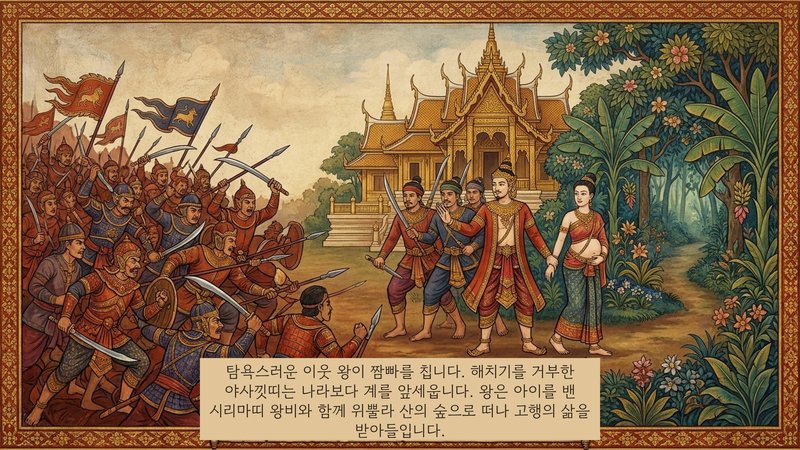 탐욕스러운 이웃 왕이 짬빠를 칩니다. 해치기를 거부한
야사낏띠는 나라보다 계를 앞세웁니다. 왕은 아이를 밴
시리마띠 왕비와 함께 위뿔라 산의 숲으로 떠나 고행의 삶을
받아들입니다.